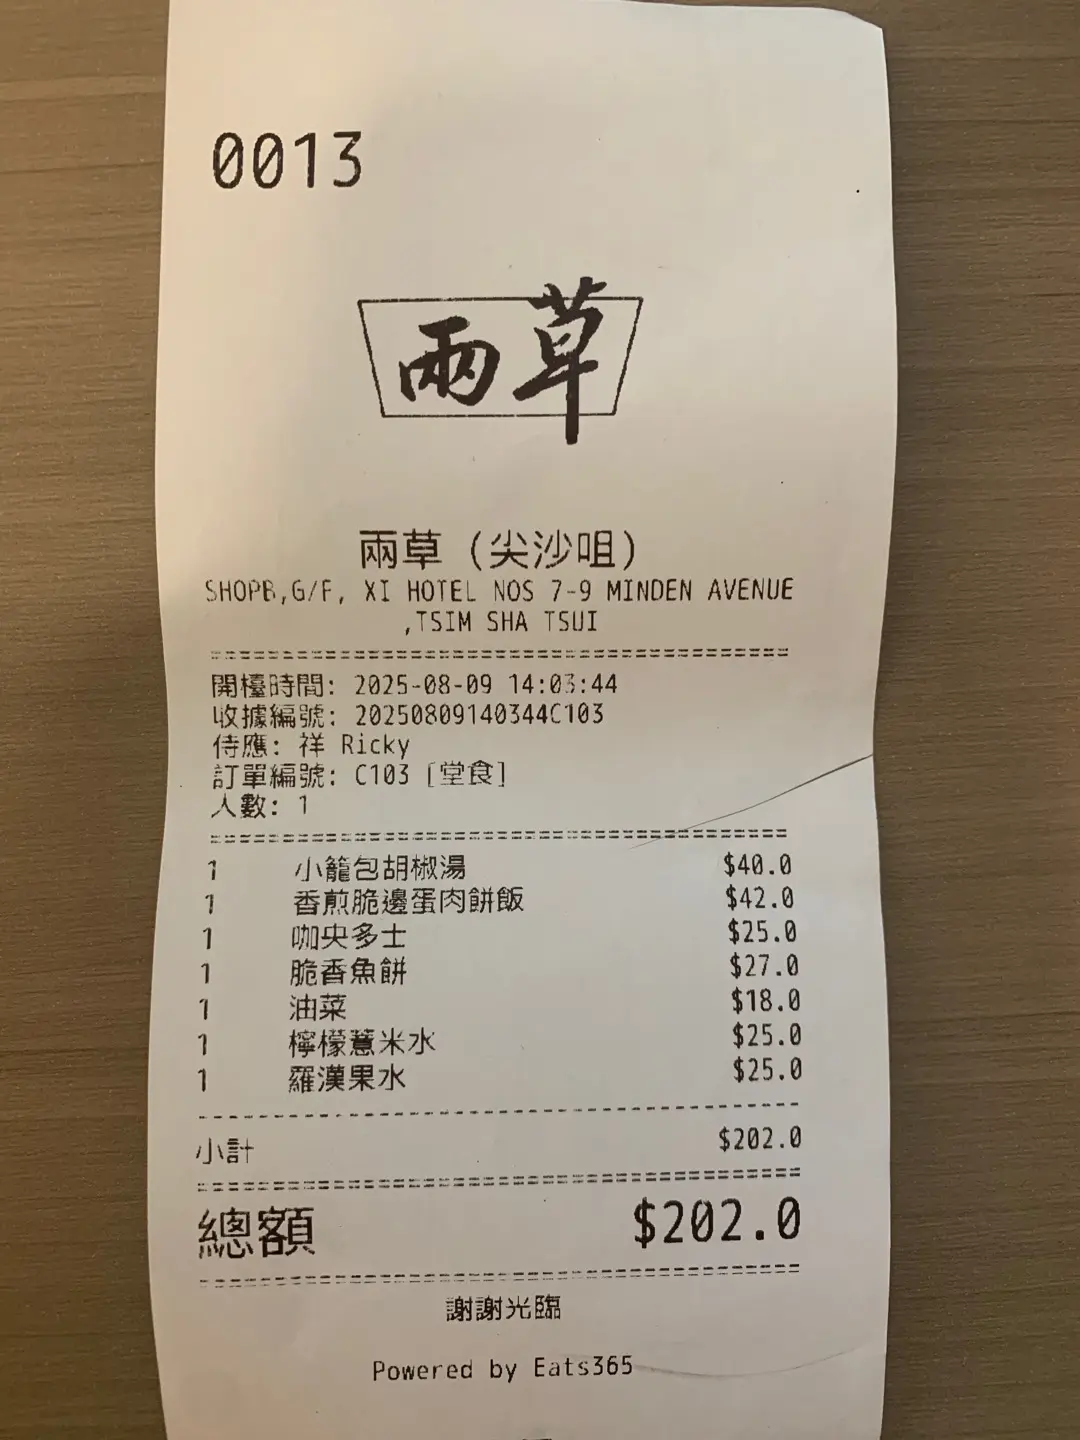 0013
兩草
兩草 (尖沙咀)
SHOPB,G/F, XI HOTEL NOS 7-9 MINDEN AVENUE
,TSIM SHA TSUI
開檯時間: 2025-08-09 14:03:44
收據編號: 20250809140344C103
侍應: 祥 Ricky
訂單編號: C103 [堂食]
人數: 1
1 小籠包胡椒湯 $40.0
1 香煎脆邊蛋肉餅飯 $42.0
1 咖央多士 $25.0
1 脆香魚餅 $27.0
1 油菜 $18.0
1 檸檬薏米水 $25.0
1 羅漢果水 $25.0
小計 $202.0
總額 $202.0
謝謝光臨
Powered by Eats365